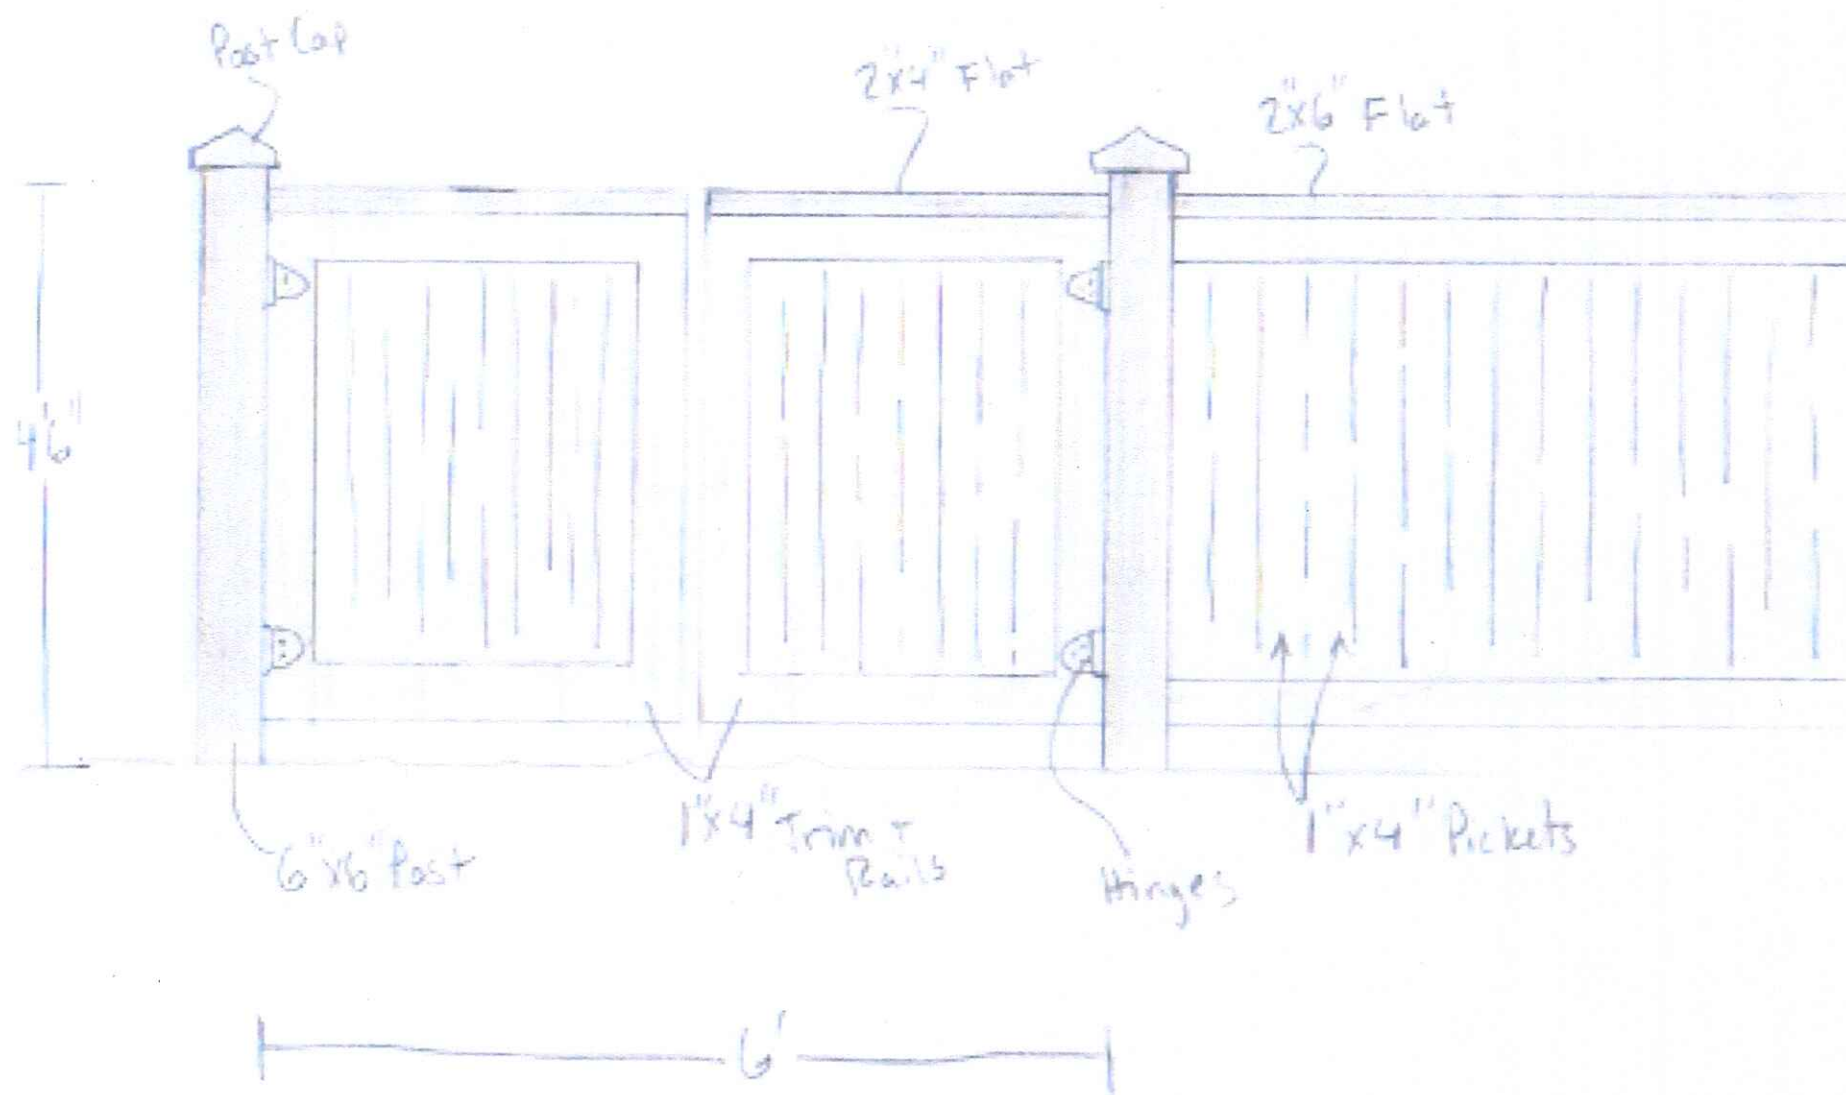 Post Cap
2"x4" Flat
2"x6" Flat
4'6"
1"x4" Trim +
Rails
1"x4" Pickets
6"x6" Post
Hinges
6'